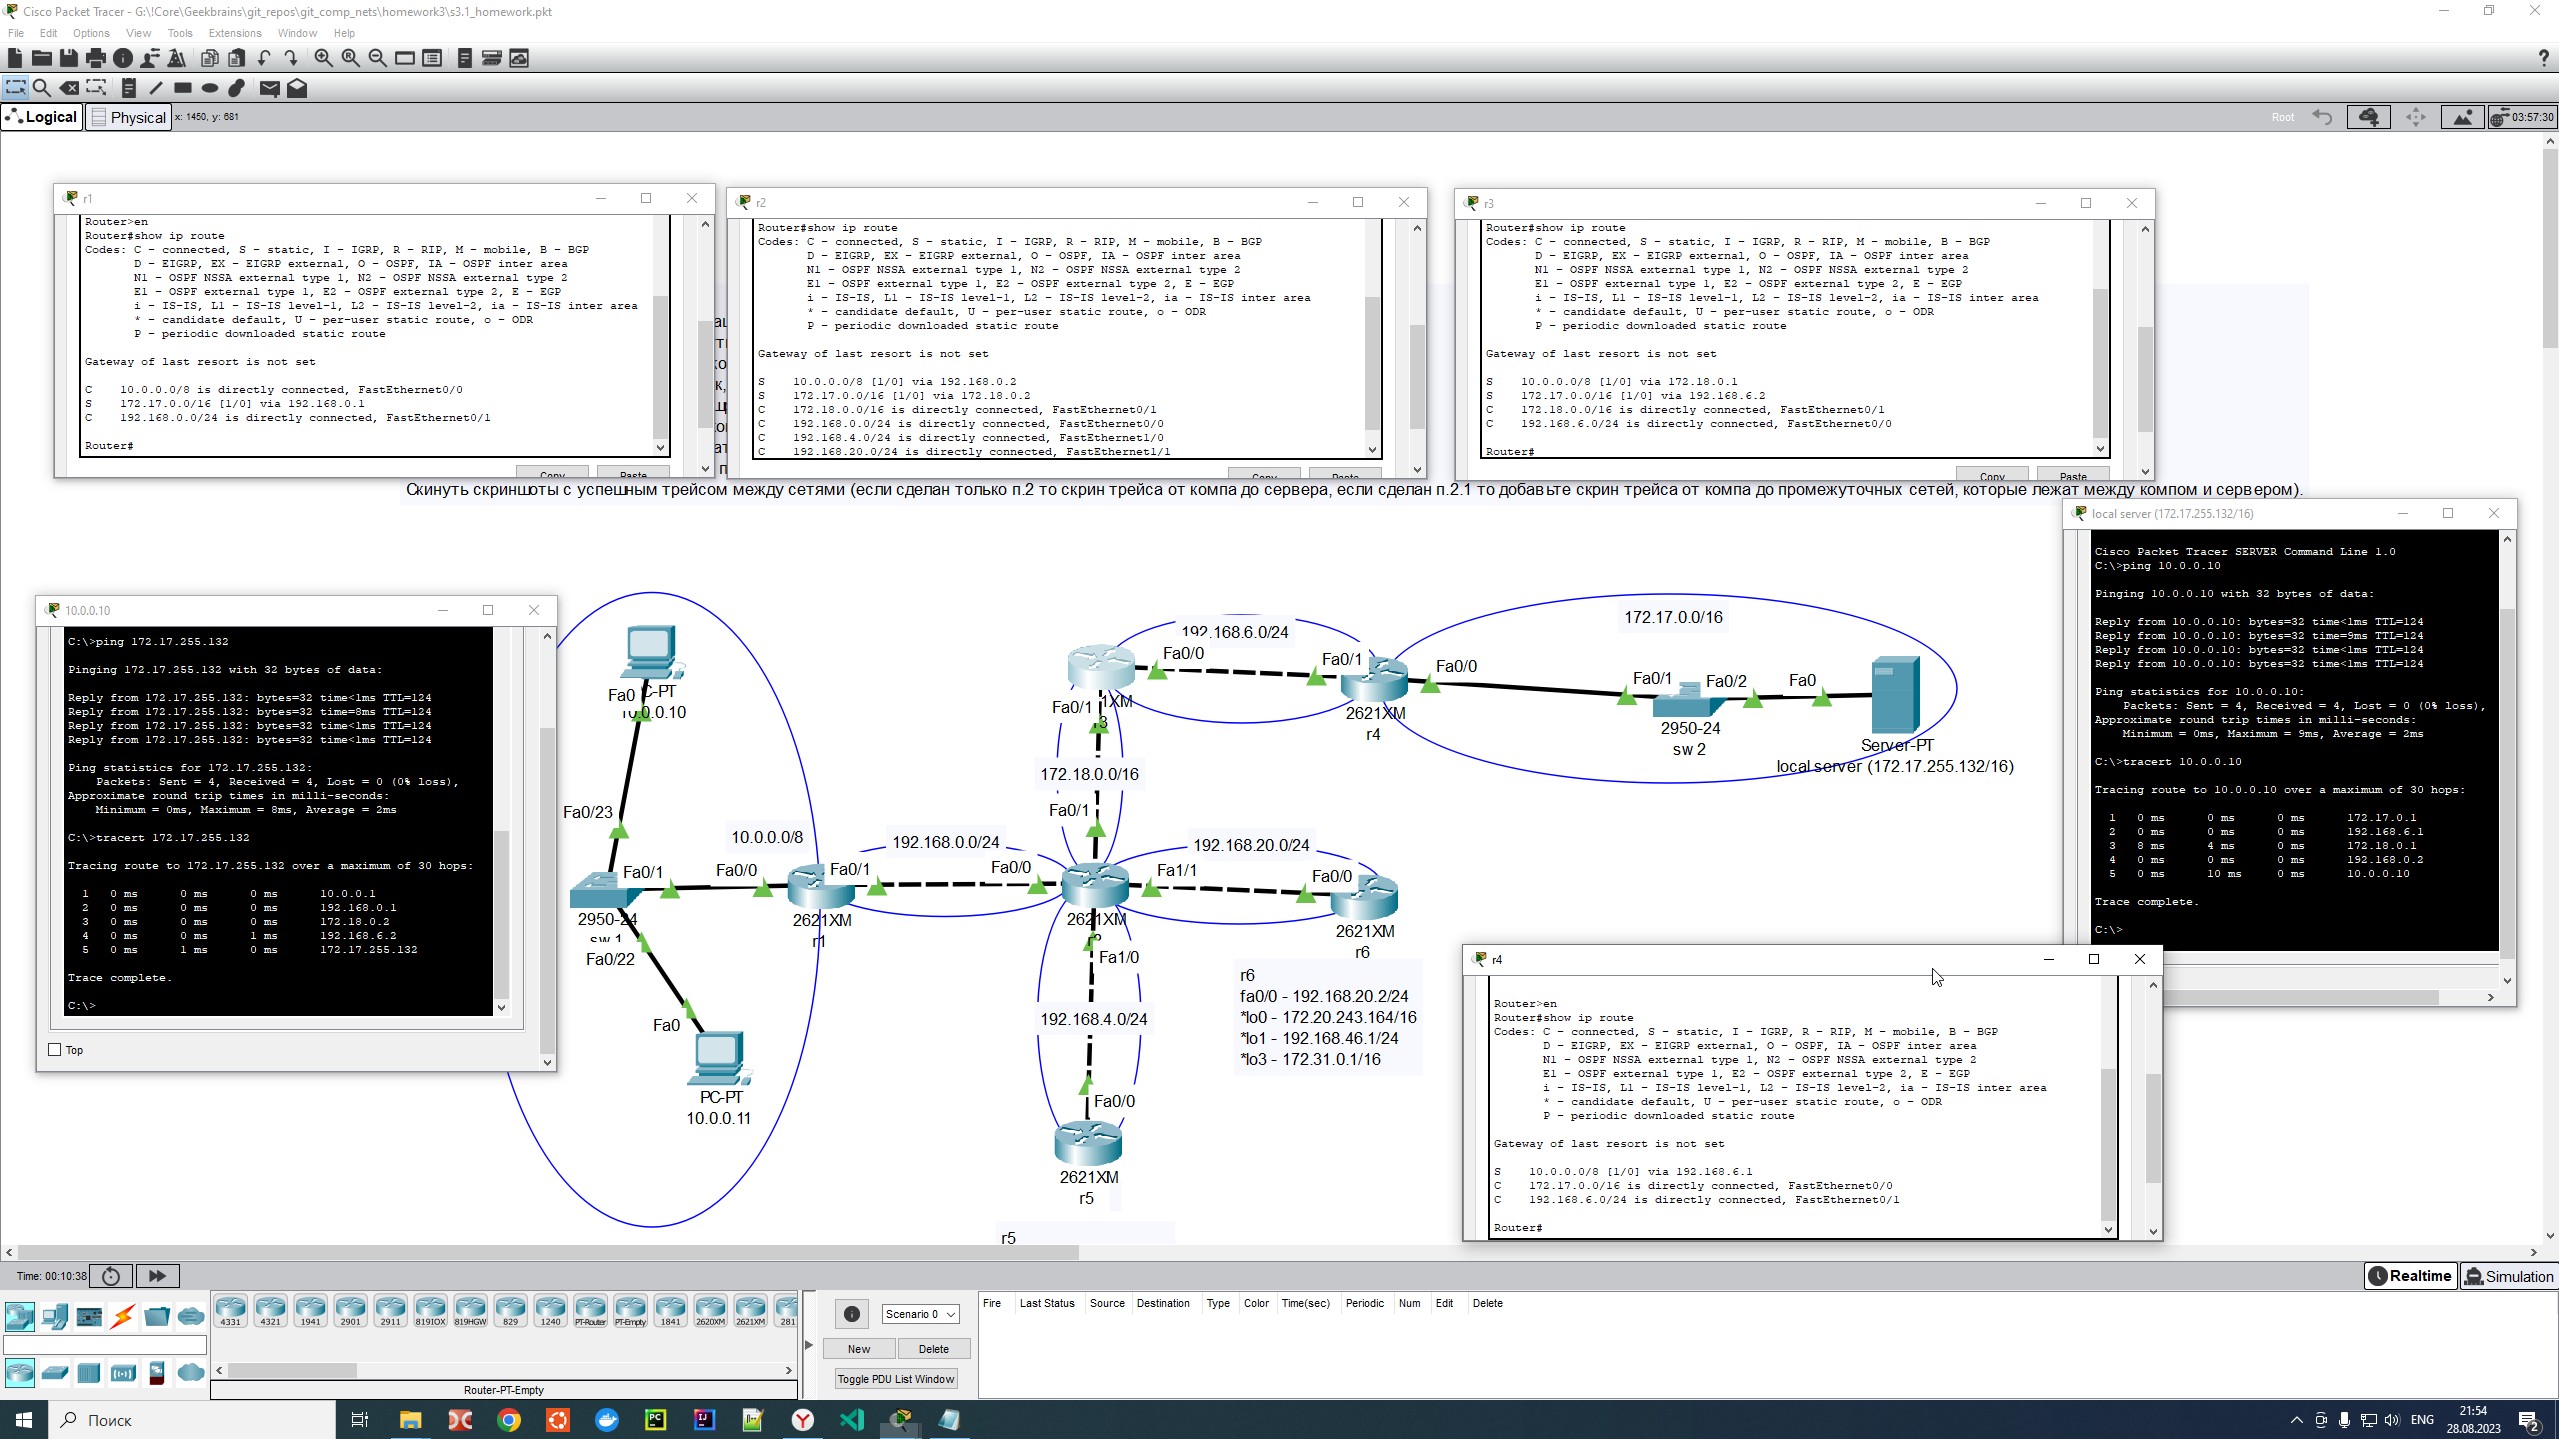 Cisco Packet Tracer - G:\!Core\Geekbrains\git_repos\git_comp_nets\homework3\s3.1_homework.pkt
File Edit Options View Tools Extensions Window Help
Logical Physical x: 1450, y: 681
Root 03:57:30
r1
Router>en
Router#show ip route
Codes: C - connected, S - static, I - IGRP, R - RIP, M - mobile, B - BGP
D - EIGRP, EX - EIGRP external, O - OSPF, IA - OSPF inter area
N1 - OSPF NSSA external type 1, N2 - OSPF NSSA external type 2
E1 - OSPF external type 1, E2 - OSPF external type 2, E - EGP
i - IS-IS, L1 - IS-IS level-1, L2 - IS-IS level-2, ia - IS-IS inter area
* - candidate default, U - per-user static route, o - ODR
P - periodic downloaded static route
Gateway of last resort is not set
C 10.0.0.0/8 is directly connected, FastEthernet0/0
S 172.17.0.0/16 [1/0] via 192.168.0.1
C 192.168.0.0/24 is directly connected, FastEthernet0/1
Router#
Copy Paste
r2
Router#show ip route
Codes: C - connected, S - static, I - IGRP, R - RIP, M - mobile, B - BGP
D - EIGRP, EX - EIGRP external, O - OSPF, IA - OSPF inter area
N1 - OSPF NSSA external type 1, N2 - OSPF NSSA external type 2
E1 - OSPF external type 1, E2 - OSPF external type 2, E - EGP
i - IS-IS, L1 - IS-IS level-1, L2 - IS-IS level-2, ia - IS-IS inter area
* - candidate default, U - per-user static route, o - ODR
P - periodic downloaded static route
Gateway of last resort is not set
S 10.0.0.0/8 [1/0] via 192.168.0.2
S 172.17.0.0/16 [1/0] via 172.18.0.2
C 172.18.0.0/16 is directly connected, FastEthernet0/1
C 192.168.0.0/24 is directly connected, FastEthernet0/0
C 192.168.4.0/24 is directly connected, FastEthernet1/0
C 192.168.20.0/24 is directly connected, FastEthernet1/1
Copy Paste
r3
Router#show ip route
Codes: C - connected, S - static, I - IGRP, R - RIP, M - mobile, B - BGP
D - EIGRP, EX - EIGRP external, O - OSPF, IA - OSPF inter area
N1 - OSPF NSSA external type 1, N2 - OSPF NSSA external type 2
E1 - OSPF external type 1, E2 - OSPF external type 2, E - EGP
i - IS-IS, L1 - IS-IS level-1, L2 - IS-IS level-2, ia - IS-IS inter area
* - candidate default, U - per-user static route, o - ODR
P - periodic downloaded static route
Gateway of last resort is not set
S 10.0.0.0/8 [1/0] via 172.18.0.1
S 172.17.0.0/16 [1/0] via 192.168.6.2
C 172.18.0.0/16 is directly connected, FastEthernet0/1
C 192.168.6.0/24 is directly connected, FastEthernet0/0
Router#
Copy Paste
Скинуть скриншоты с успешным трейсом между сетями (если сделан только п.2 то скрин трейса от компа до сервера, если сделан п.2.1 то добавьте скрин трейса от компа до промежуточных сетей, которые лежат между компом и сервером).
10.0.0.10
C:\>ping 172.17.255.132
Pinging 172.17.255.132 with 32 bytes of data:
Reply from 172.17.255.132: bytes=32 time<1ms TTL=124
Reply from 172.17.255.132: bytes=32 time=8ms TTL=124
Reply from 172.17.255.132: bytes=32 time<1ms TTL=124
Reply from 172.17.255.132: bytes=32 time<1ms TTL=124
Ping statistics for 172.17.255.132:
Packets: Sent = 4, Received = 4, Lost = 0 (0% loss),
Approximate round trip times in milli-seconds:
Minimum = 0ms, Maximum = 8ms, Average = 2ms
C:\>tracert 172.17.255.132
Tracing route to 172.17.255.132 over a maximum of 30 hops:
1 0 ms 0 ms 0 ms 10.0.0.1
2 0 ms 0 ms 0 ms 192.168.0.1
3 0 ms 0 ms 0 ms 172.18.0.2
4 0 ms 0 ms 1 ms 192.168.6.2
5 0 ms 1 ms 0 ms 172.17.255.132
Trace complete.
C:\>
Top
local server (172.17.255.132/16)
Cisco Packet Tracer SERVER Command Line 1.0
C:\>ping 10.0.0.10
Pinging 10.0.0.10 with 32 bytes of data:
Reply from 10.0.0.10: bytes=32 time<1ms TTL=124
Reply from 10.0.0.10: bytes=32 time=9ms TTL=124
Reply from 10.0.0.10: bytes=32 time<1ms TTL=124
Reply from 10.0.0.10: bytes=32 time<1ms TTL=124
Ping statistics for 10.0.0.10:
Packets: Sent = 4, Received = 4, Lost = 0 (0% loss),
Approximate round trip times in milli-seconds:
Minimum = 0ms, Maximum = 9ms, Average = 2ms
C:\>tracert 10.0.0.10
Tracing route to 10.0.0.10 over a maximum of 30 hops:
1 0 ms 0 ms 0 ms 172.17.0.1
2 0 ms 0 ms 0 ms 192.168.6.1
3 8 ms 4 ms 0 ms 172.18.0.1
4 0 ms 0 ms 0 ms 192.168.0.2
5 0 ms 10 ms 0 ms 10.0.0.10
Trace complete.
C:\>
192.168.6.0/24
172.17.0.0/16
Fa0/0
Fa0/1
Fa0/0
Fa0/1
Fa0/2
Fa0
Fa0
C-PT
10.0.0.10
Fa0/1
1XM
r3
2621XM
r4
2950-24
sw 2
Server-PT
local server (172.17.255.132/16)
172.18.0.0/16
Fa0/1
Fa0/23
10.0.0.0/8
192.168.0.0/24
192.168.20.0/24
Fa0/1
Fa0/0
Fa0/1
Fa0/0
Fa1/1
Fa0/0
2950-24
sw 1
Fa0/22
2621XM
r1
2621XM
2621XM
r6
Fa1/0
Fa0
192.168.4.0/24
r6
fa0/0 - 192.168.20.2/24
*lo0 - 172.20.243.164/16
*lo1 - 192.168.46.1/24
*lo3 - 172.31.0.1/16
PC-PT
10.0.0.11
Fa0/0
2621XM
r5
r5
r4
Router>en
Router#show ip route
Codes: C - connected, S - static, I - IGRP, R - RIP, M - mobile, B - BGP
D - EIGRP, EX - EIGRP external, O - OSPF, IA - OSPF inter area
N1 - OSPF NSSA external type 1, N2 - OSPF NSSA external type 2
E1 - OSPF external type 1, E2 - OSPF external type 2, E - EGP
i - IS-IS, L1 - IS-IS level-1, L2 - IS-IS level-2, ia - IS-IS inter area
* - candidate default, U - per-user static route, o - ODR
P - periodic downloaded static route
Gateway of last resort is not set
S 10.0.0.0/8 [1/0] via 192.168.6.1
C 172.17.0.0/16 is directly connected, FastEthernet0/0
C 192.168.6.0/24 is directly connected, FastEthernet0/1
Router#
Time: 00:10:38
Realtime Simulation
4331 4321 1941 2901 2911 819IOX 819HGW 829 1240 PT-Router PT-Empty 1841 2620XM 2621XM 281
Router-PT-Empty
Scenario 0
New Delete
Toggle PDU List Window
Fire Last Status Source Destination Type Color Time(sec) Periodic Num Edit Delete
Поиск
ENG
21:54
28.08.2023
2